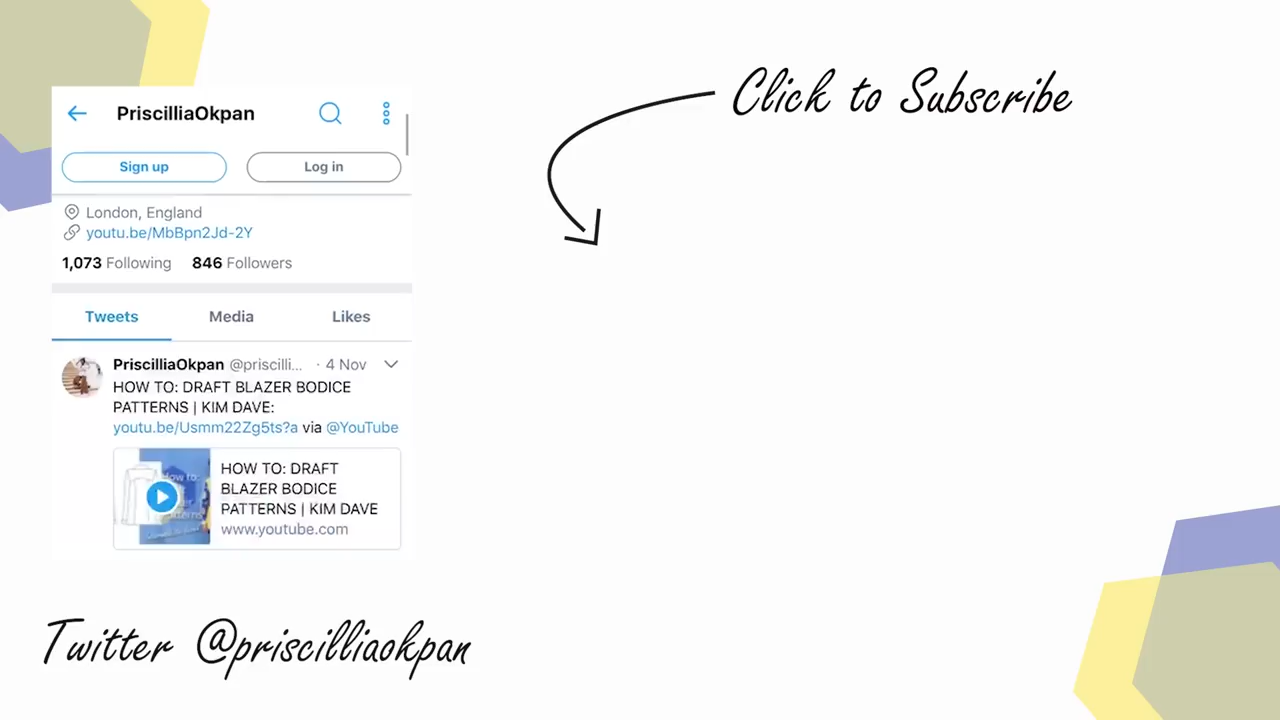 Click to Subscribe
PriscilliaOkpan
Sign up
Log in
London, England
youtu.be/MbBpn2Jd-2Y
1,073 Following 846 Followers
Tweets Media Likes
PriscilliaOkpan @priscilli... · 4 Nov
HOW TO: DRAFT BLAZER BODICE
PATTERNS | KIM DAVE:
youtu.be/Usmm22Zg5ts?a via @YouTube
HOW TO: DRAFT
BLAZER BODICE
PATTERNS | KIM DAVE
www.youtube.com
Twitter @priscilliaokpan